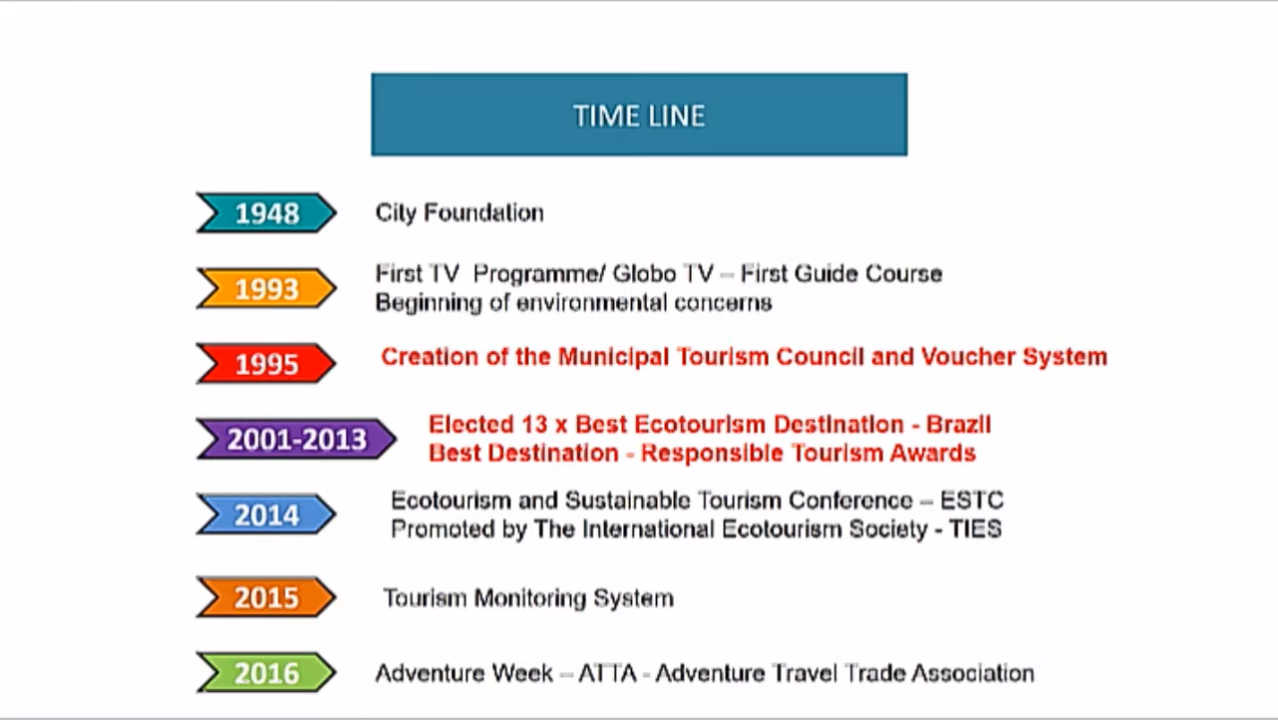 TIME LINE
1948
City Foundation
1993
First TV Programme/ Globo TV – First Guide Course
Beginning of environmental concerns
1995
Creation of the Municipal Tourism Council and Voucher System
2001-2013
Elected 13 x Best Ecotourism Destination - Brazil
Best Destination - Responsible Tourism Awards
2014
Ecotourism and Sustainable Tourism Conference – ESTC
Promoted by The International Ecotourism Society - TIES
2015
Tourism Monitoring System
2016
Adventure Week – ATTA - Adventure Travel Trade Association